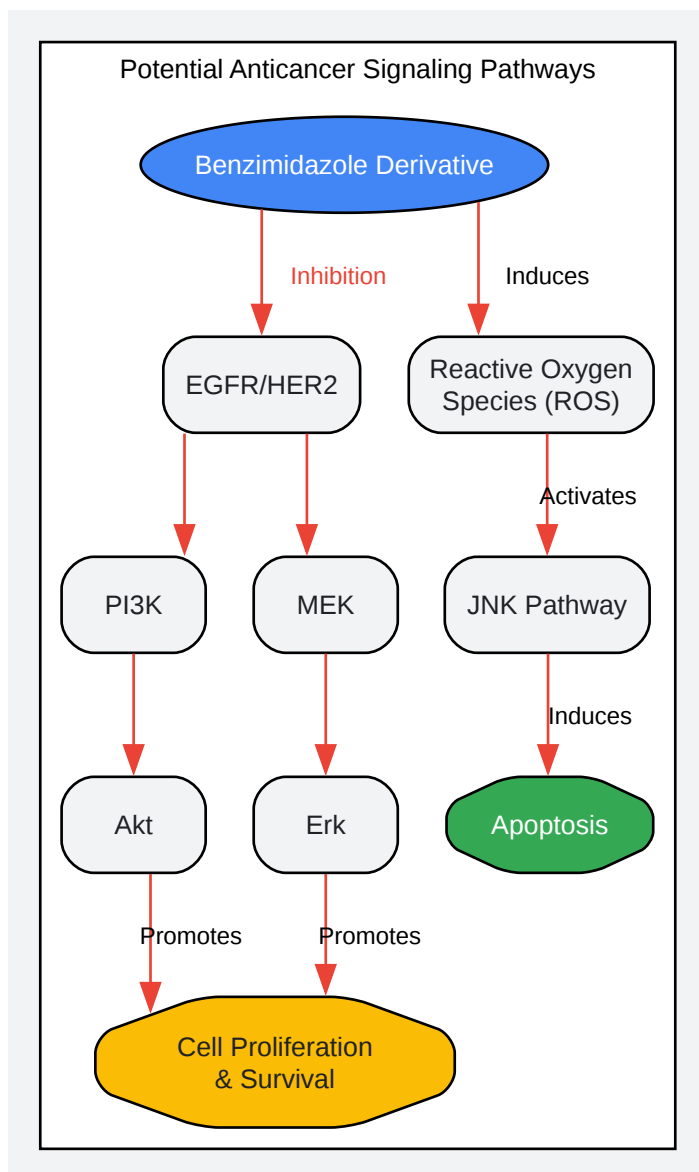 Potential Anticancer Signaling Pathways
Benzimidazole Derivative
Inhibition
Induces
EGFR/HER2
Reactive Oxygen
Species (ROS)
Activates
PI3K
MEK
JNK Pathway
Induces
Akt
Erk
Apoptosis
Promotes
Promotes
Cell Proliferation
& Survival